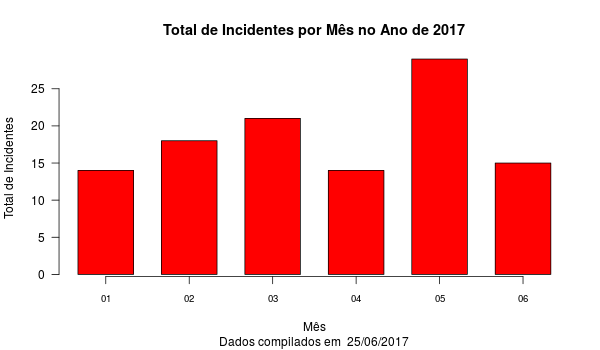 Total de Incidentes por Mês no Ano de 2017
Total de Incidentes
25
20
15
10
5
0
01 02 03 04 05 06
Mês
Dados compilados em  25/06/2017